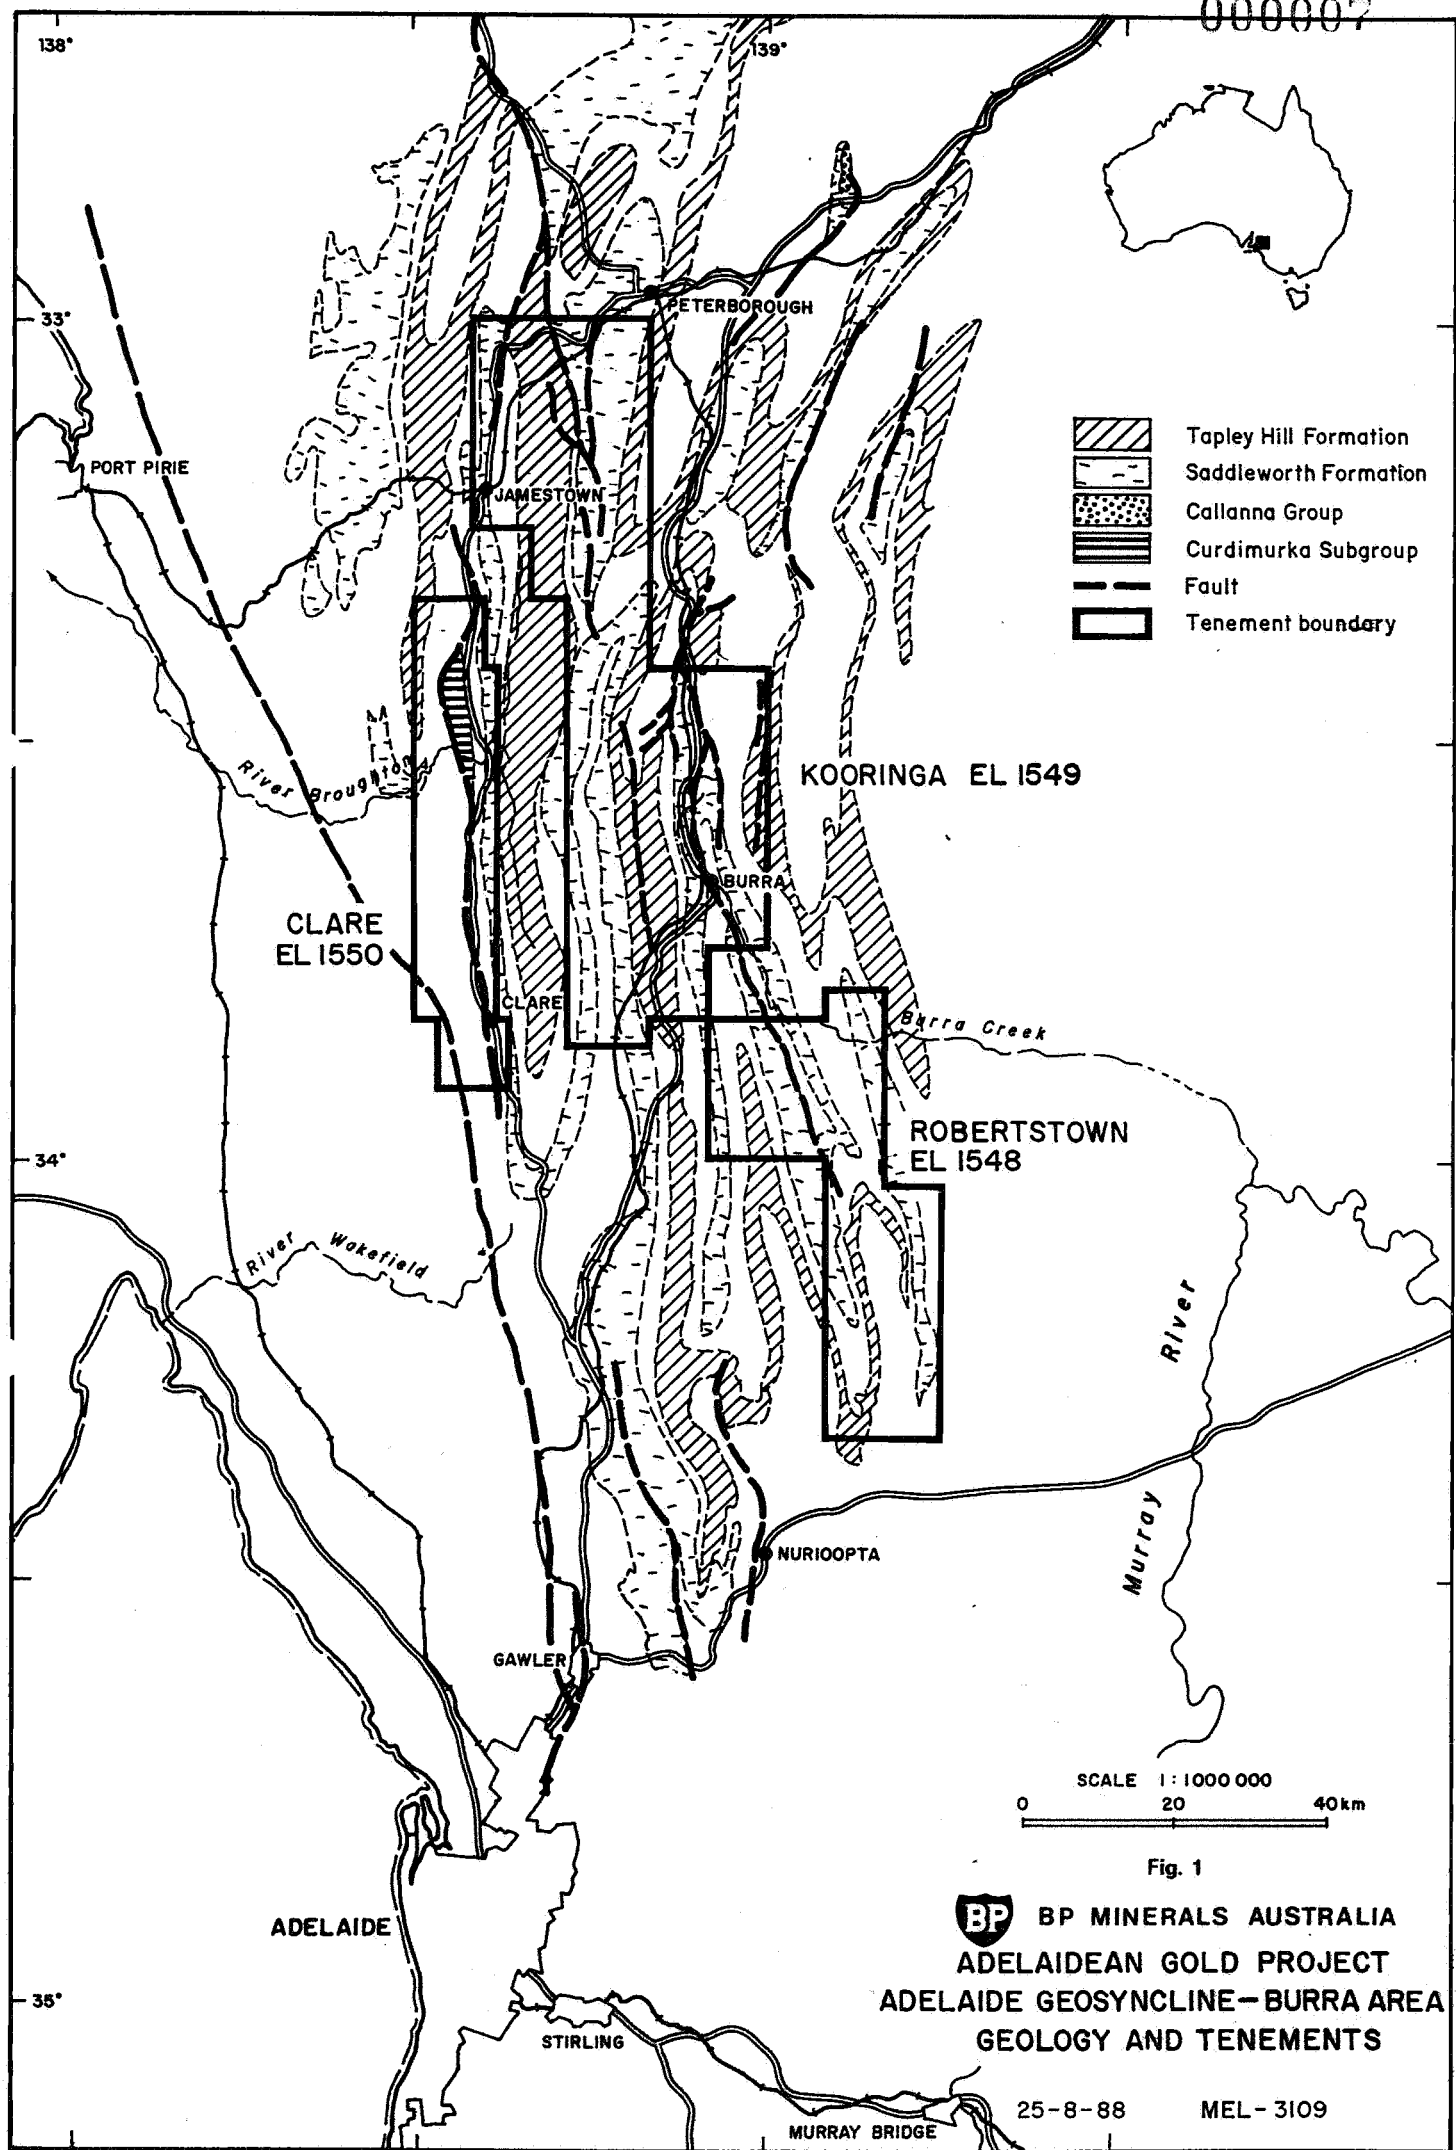 000007
138°
139°
33°
PETERBOROUGH
PORT PIRIE
JAMESTOWN
Tapley Hill Formation
Saddleworth Formation
Callanna Group
Curdimurka Subgroup
Fault
Tenement boundary
River Broughton
KOORINGA EL 1549
BURRA
CLARE
EL 1550
CLARE
Burra Creek
34°
ROBERTSTOWN
EL 1548
River Wakefield
River
Murray
NURIOOPTA
GAWLER
SCALE 1:1000 000
0 20 40km
Fig. 1
BP BP MINERALS AUSTRALIA
ADELAIDEAN GOLD PROJECT
ADELAIDE GEOSYNCLINE—BURRA AREA
GEOLOGY AND TENEMENTS
ADELAIDE
35°
STIRLING
MURRAY BRIDGE
25-8-88 MEL-3109